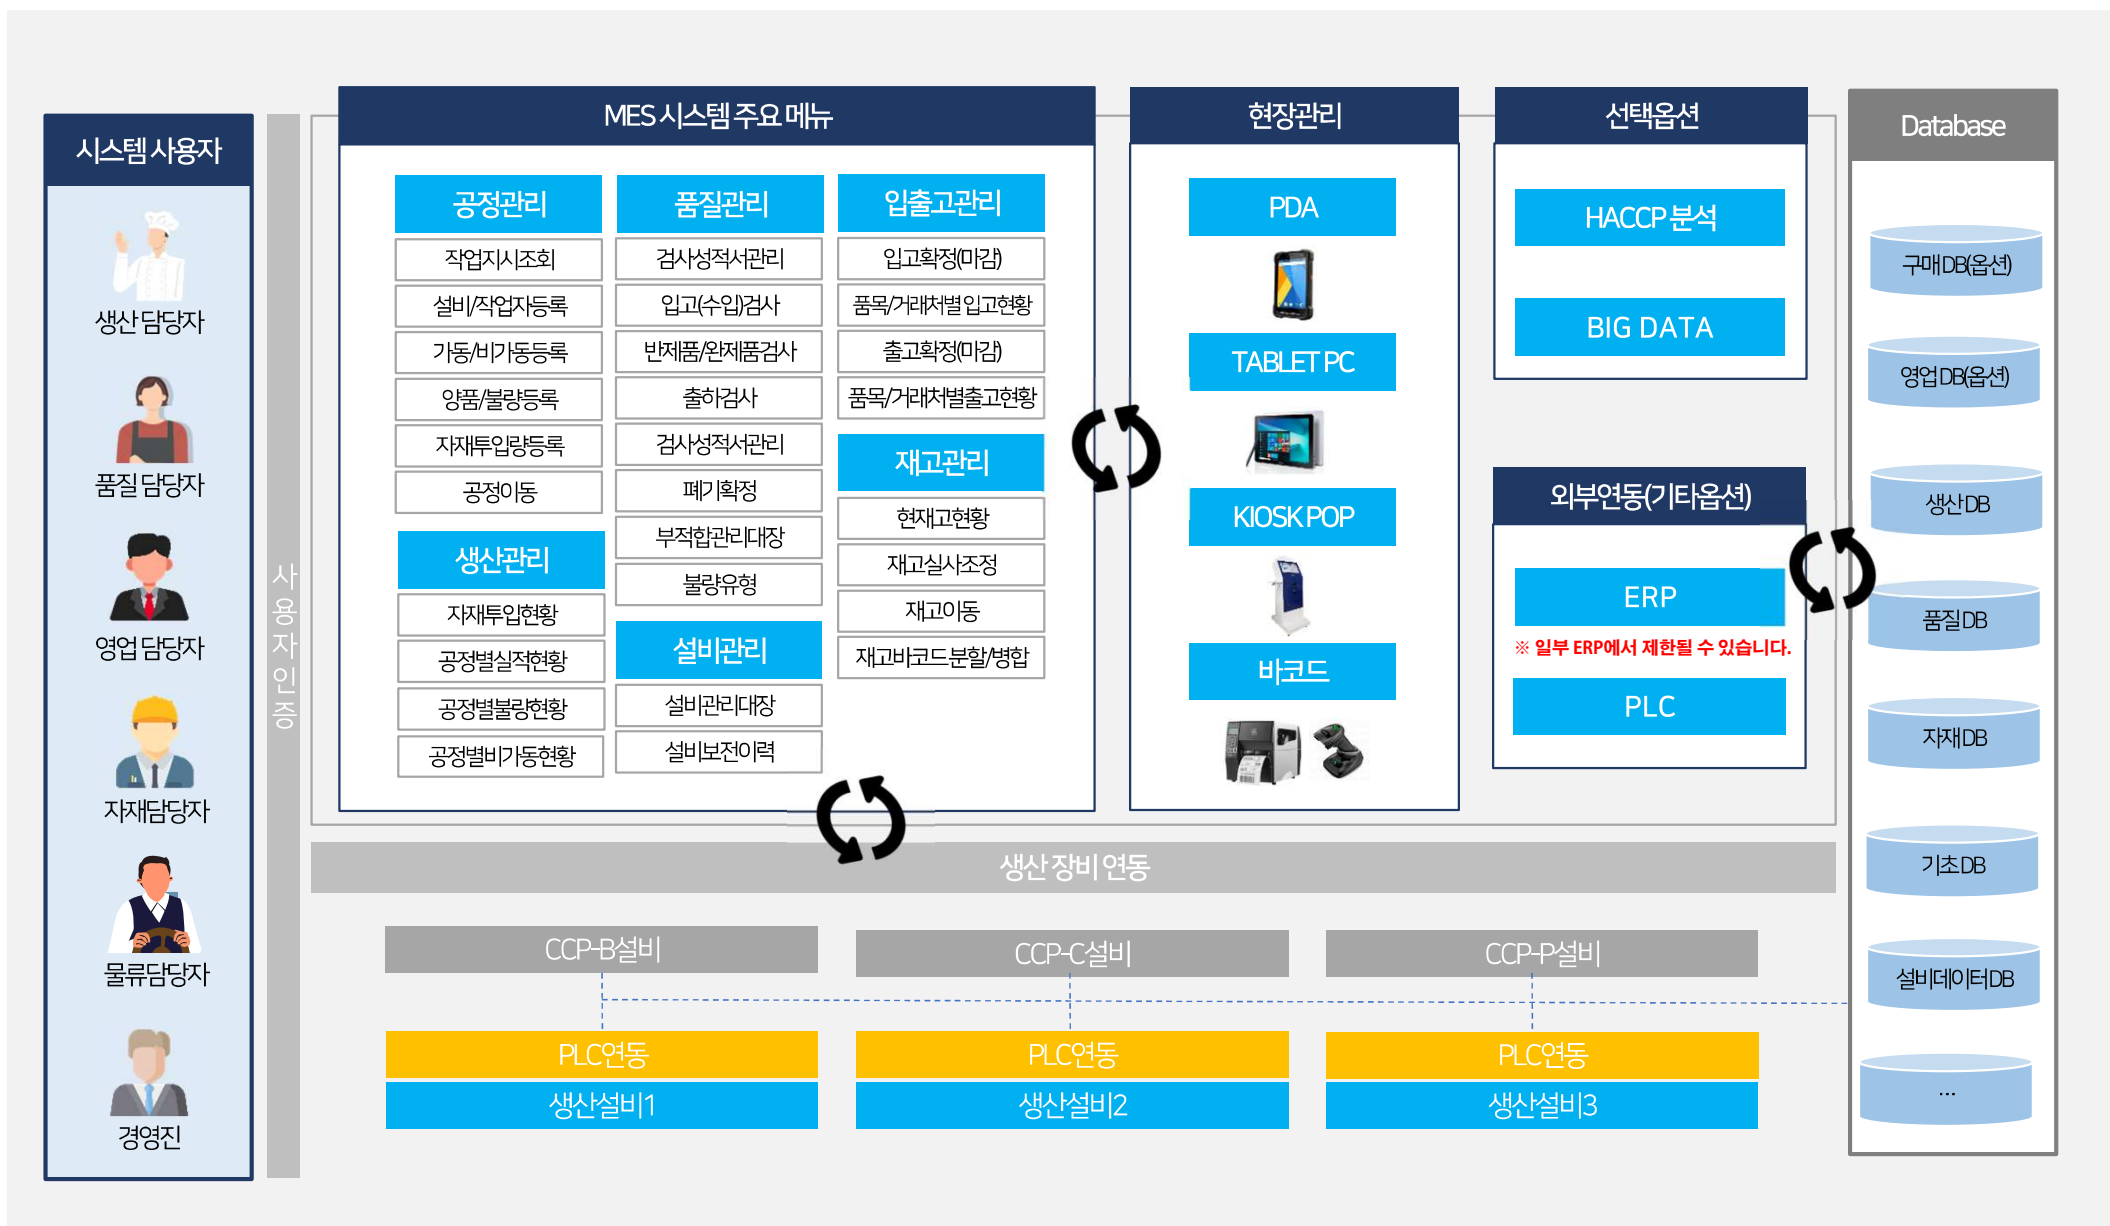 시스템 사용자
생산 담당자
품질 담당자
영업 담당자
자재담당자
물류담당자
경영진
사용자인증
MES 시스템 주요 메뉴
공정관리
작업지시조회
설비/작업자등록
가동/비가동등록
양품/불량등록
자재투입량등록
공정이동
생산관리
자재투입현황
공정별실적현황
공정별불량현황
공정별비가동현황
품질관리
검사성적서관리
입고(수입)검사
반제품/완제품검사
출하검사
검사성적서관리
폐기확정
부적합관리대장
불량유형
설비관리
설비관리대장
설비보전이력
입출고관리
입고확정(마감)
품목/거래처별 입고현황
출고확정(마감)
품목/거래처별출고현황
재고관리
현재고현황
재고실사조정
재고이동
재고바코드분할/병합
현장관리
PDA
TABLET PC
KIOSK POP
바코드
선택옵션
HACCP 분석
BIG DATA
외부연동(기타옵션)
ERP
※ 일부 ERP에서 제한될 수 있습니다.
PLC
생산 장비 연동
CCP-B설비
CCP-C설비
CCP-P설비
PLC연동
PLC연동
PLC연동
생산설비1
생산설비2
생산설비3
Database
구매DB(옵션)
영업DB(옵션)
생산DB
품질DB
자재DB
기초DB
설비데이터DB
...